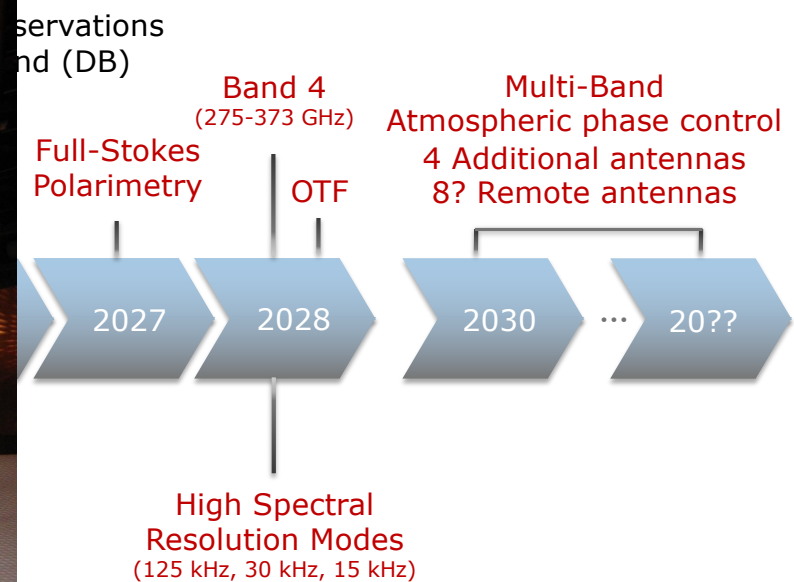 servations
nd (DB)
Band 4
(275-373 GHz)
Full-Stokes
Polarimetry
OTF
Multi-Band
Atmospheric phase control
4 Additional antennas
8? Remote antennas
2027
2028
2030
...
20??
High Spectral
Resolution Modes
(125 kHz, 30 kHz, 15 kHz)